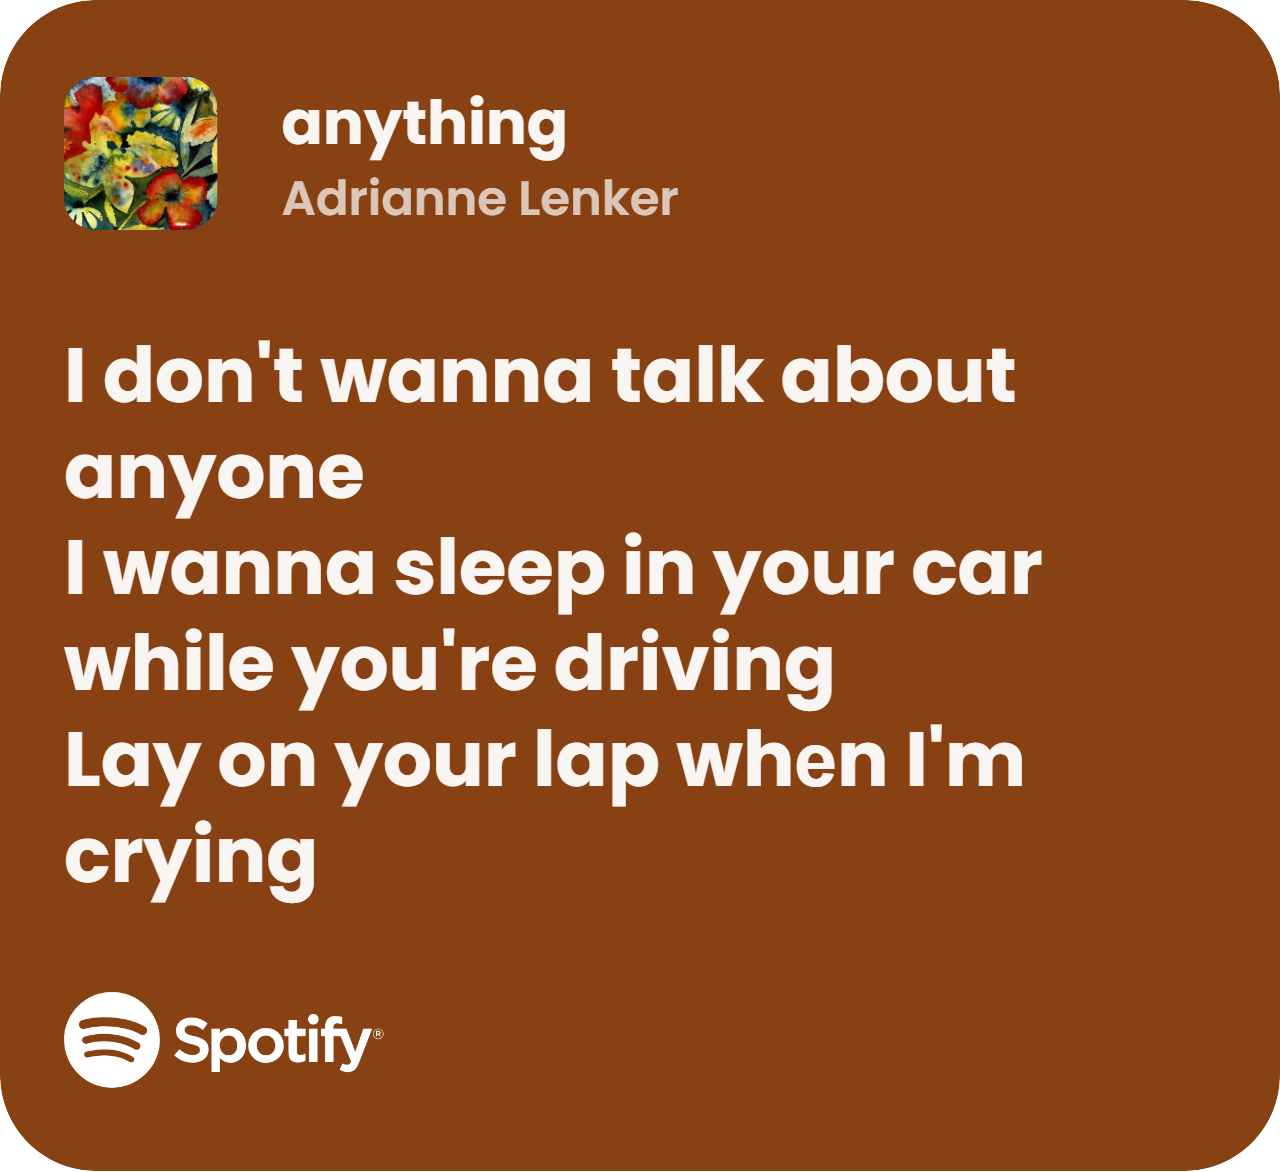 anything
Adrianne Lenker
I don't wanna talk about
anyone
I wanna sleep in your car
while you're driving
Lay on your lap when I'm
crying
Spotify®